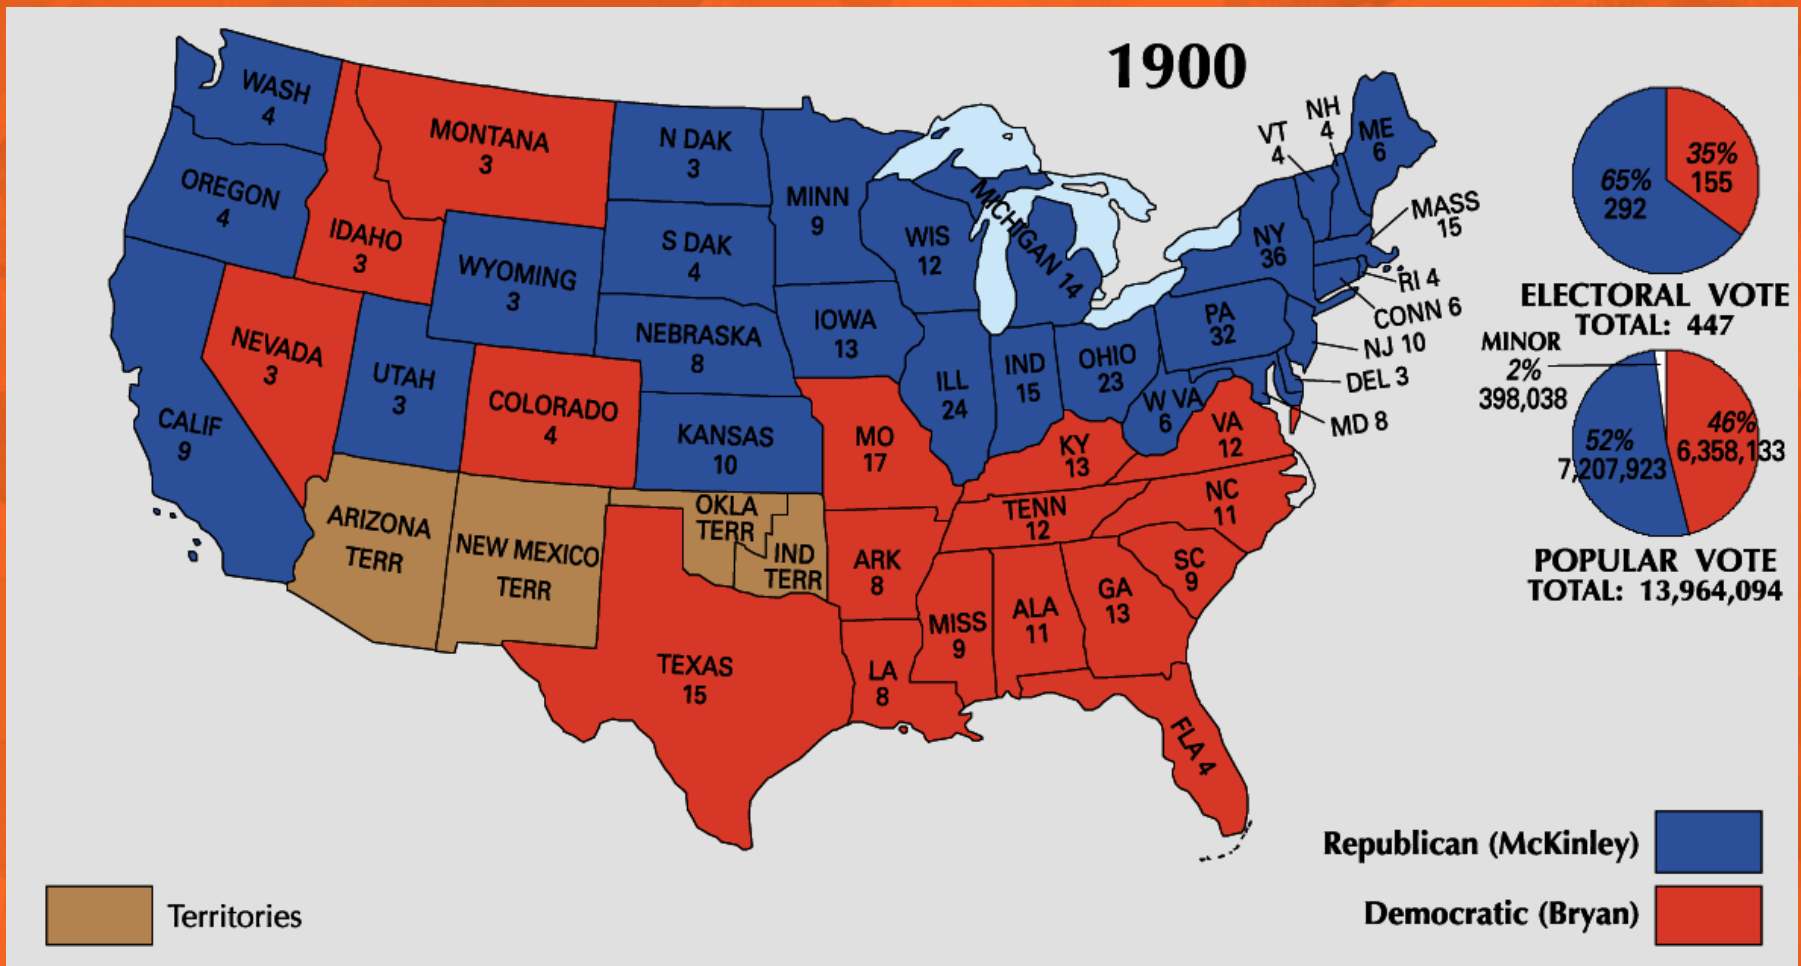 1900
WASH
4
OREGON
4
CALIF
9
NEVADA
3
IDAHO
3
MONTANA
3
WYOMING
3
UTAH
3
COLORADO
4
ARIZONA
TERR
NEW MEXICO
TERR
N DAK
3
S DAK
4
NEBRASKA
8
KANSAS
10
OKLA
TERR
IND
TERR
TEXAS
15
MINN
9
IOWA
13
MO
17
ARK
8
LA
8
WIS
12
ILL
24
MICHIGAN 14
IND
15
OHIO
23
KY
13
TENN
12
MISS
9
ALA
11
GA
13
FLA 4
SC
9
NC
11
VA
12
W VA
6
PA
32
NY
36
VT
4
NH
4
ME
6
MASS
15
RI 4
CONN 6
NJ 10
DEL 3
MD 8
35%
155
65%
292
ELECTORAL VOTE
TOTAL: 447
MINOR
2%
398,038
46%
6,358,133
52%
7,207,923
POPULAR VOTE
TOTAL: 13,964,094
Republican (McKinley)
Democratic (Bryan)
Territories